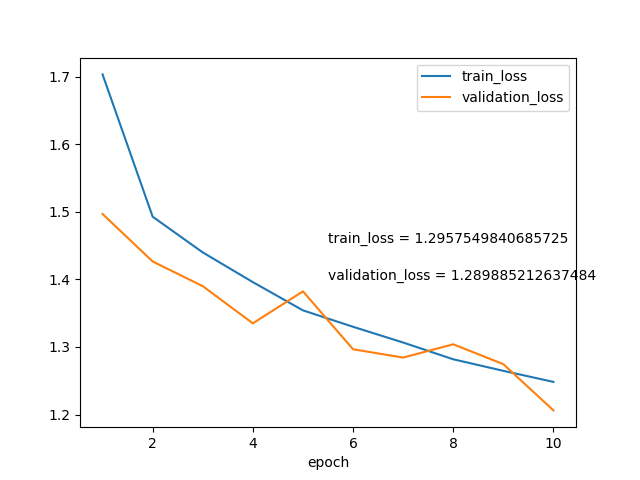 1.7
1.6
1.5
1.4
1.3
1.2
train_loss
validation_loss
train_loss = 1.2957549840685725
validation_loss = 1.289885212637484
2 4 6 8 10
epoch